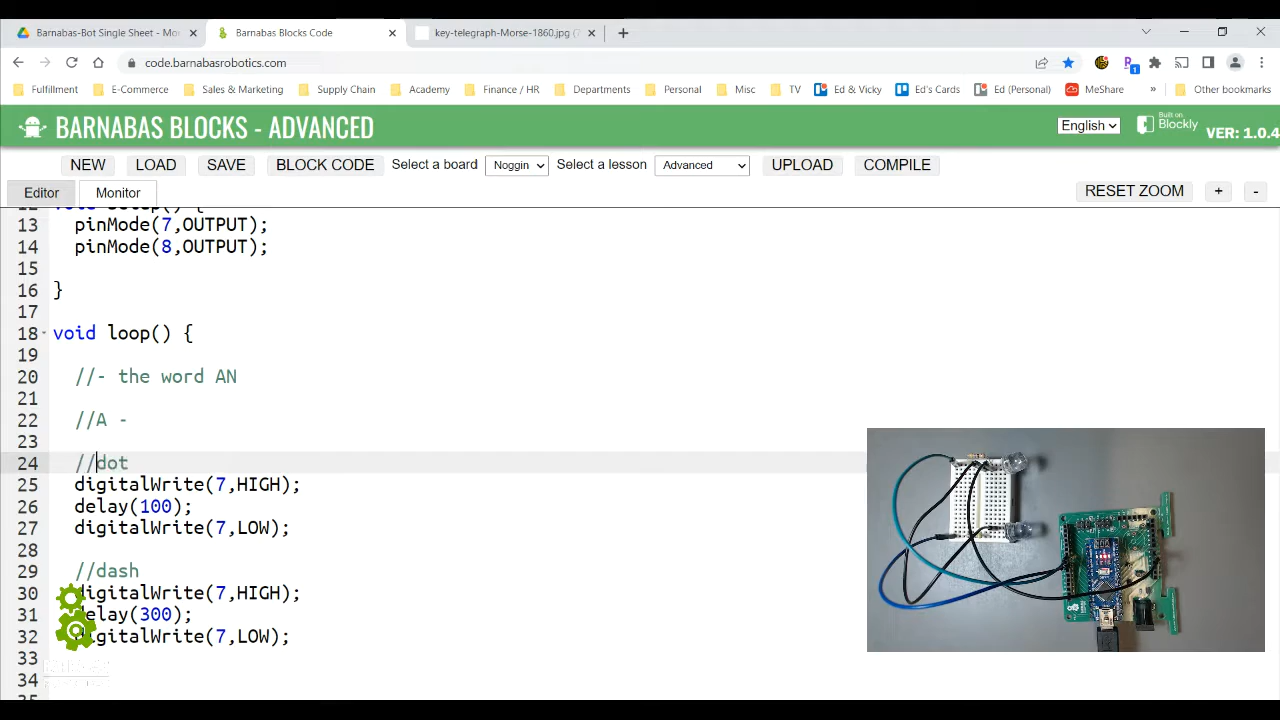 Barnabas-Bot Single Sheet - Mo
Barnabas Blocks Code
key-telegraph-Morse-1860.jpg (
code.barnabasrobotics.com
Fulfillment
E-Commerce
Sales & Marketing
Supply Chain
Academy
Finance / HR
Departments
Personal
Misc
TV
Ed & Vicky
Ed's Cards
Ed (Personal)
MeShare
»
Other bookmarks
BARNABAS BLOCKS - ADVANCED
English
Built on
Blockly
VER: 1.0.4
NEW
LOAD
SAVE
BLOCK CODE
Select a board
Noggin
Select a lesson
Advanced
UPLOAD
COMPILE
Editor
Monitor
RESET ZOOM
+
-
12 void setup() {
13 pinMode(7,OUTPUT);
14 pinMode(8,OUTPUT);
15
16 }
17
18 void loop() {
19
20 //- the word AN
21
22 //A -
23
24 //dot
25 digitalWrite(7,HIGH);
26 delay(100);
27 digitalWrite(7,LOW);
28
29 //dash
30 digitalWrite(7,HIGH);
31 delay(300);
32 digitalWrite(7,LOW);
33
34